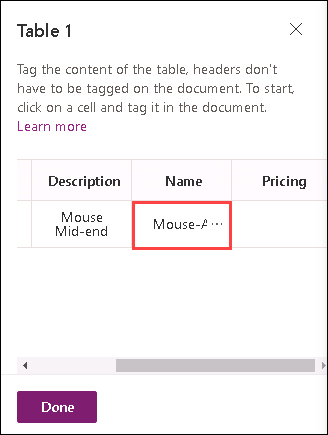 Table 1
Tag the content of the table, headers don't
have to be tagged on the document. To start,
click on a cell and tag it in the document.
Learn more
Description Name Pricing
Mouse Mouse-A ···
Mid-end
Done